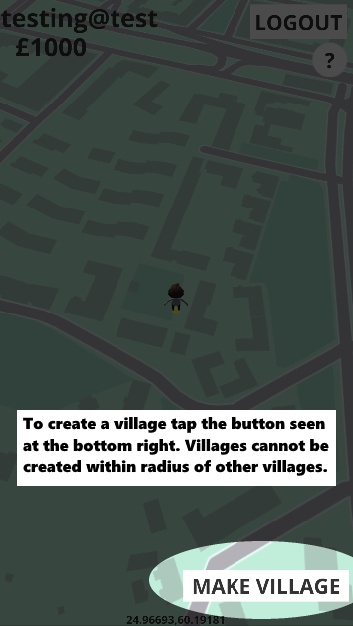 testing@test
LOGOUT
£1000
?
To create a village tap the button seen
at the bottom right. Villages cannot be
created within radius of other villages.
MAKE VILLAGE
24.96693,60.19181